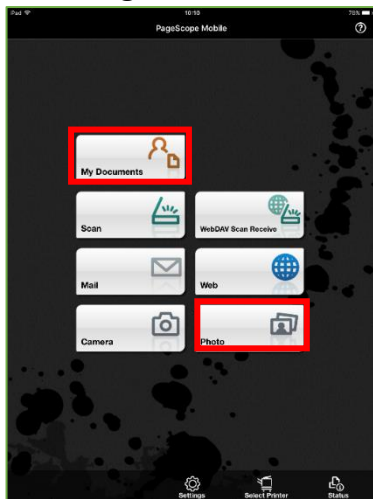 iPad 10:10 70%
PageScope Mobile
My Documents
Scan WebDAV Scan Receive
Mail Web
Camera Photo
Settings Select Printer Status